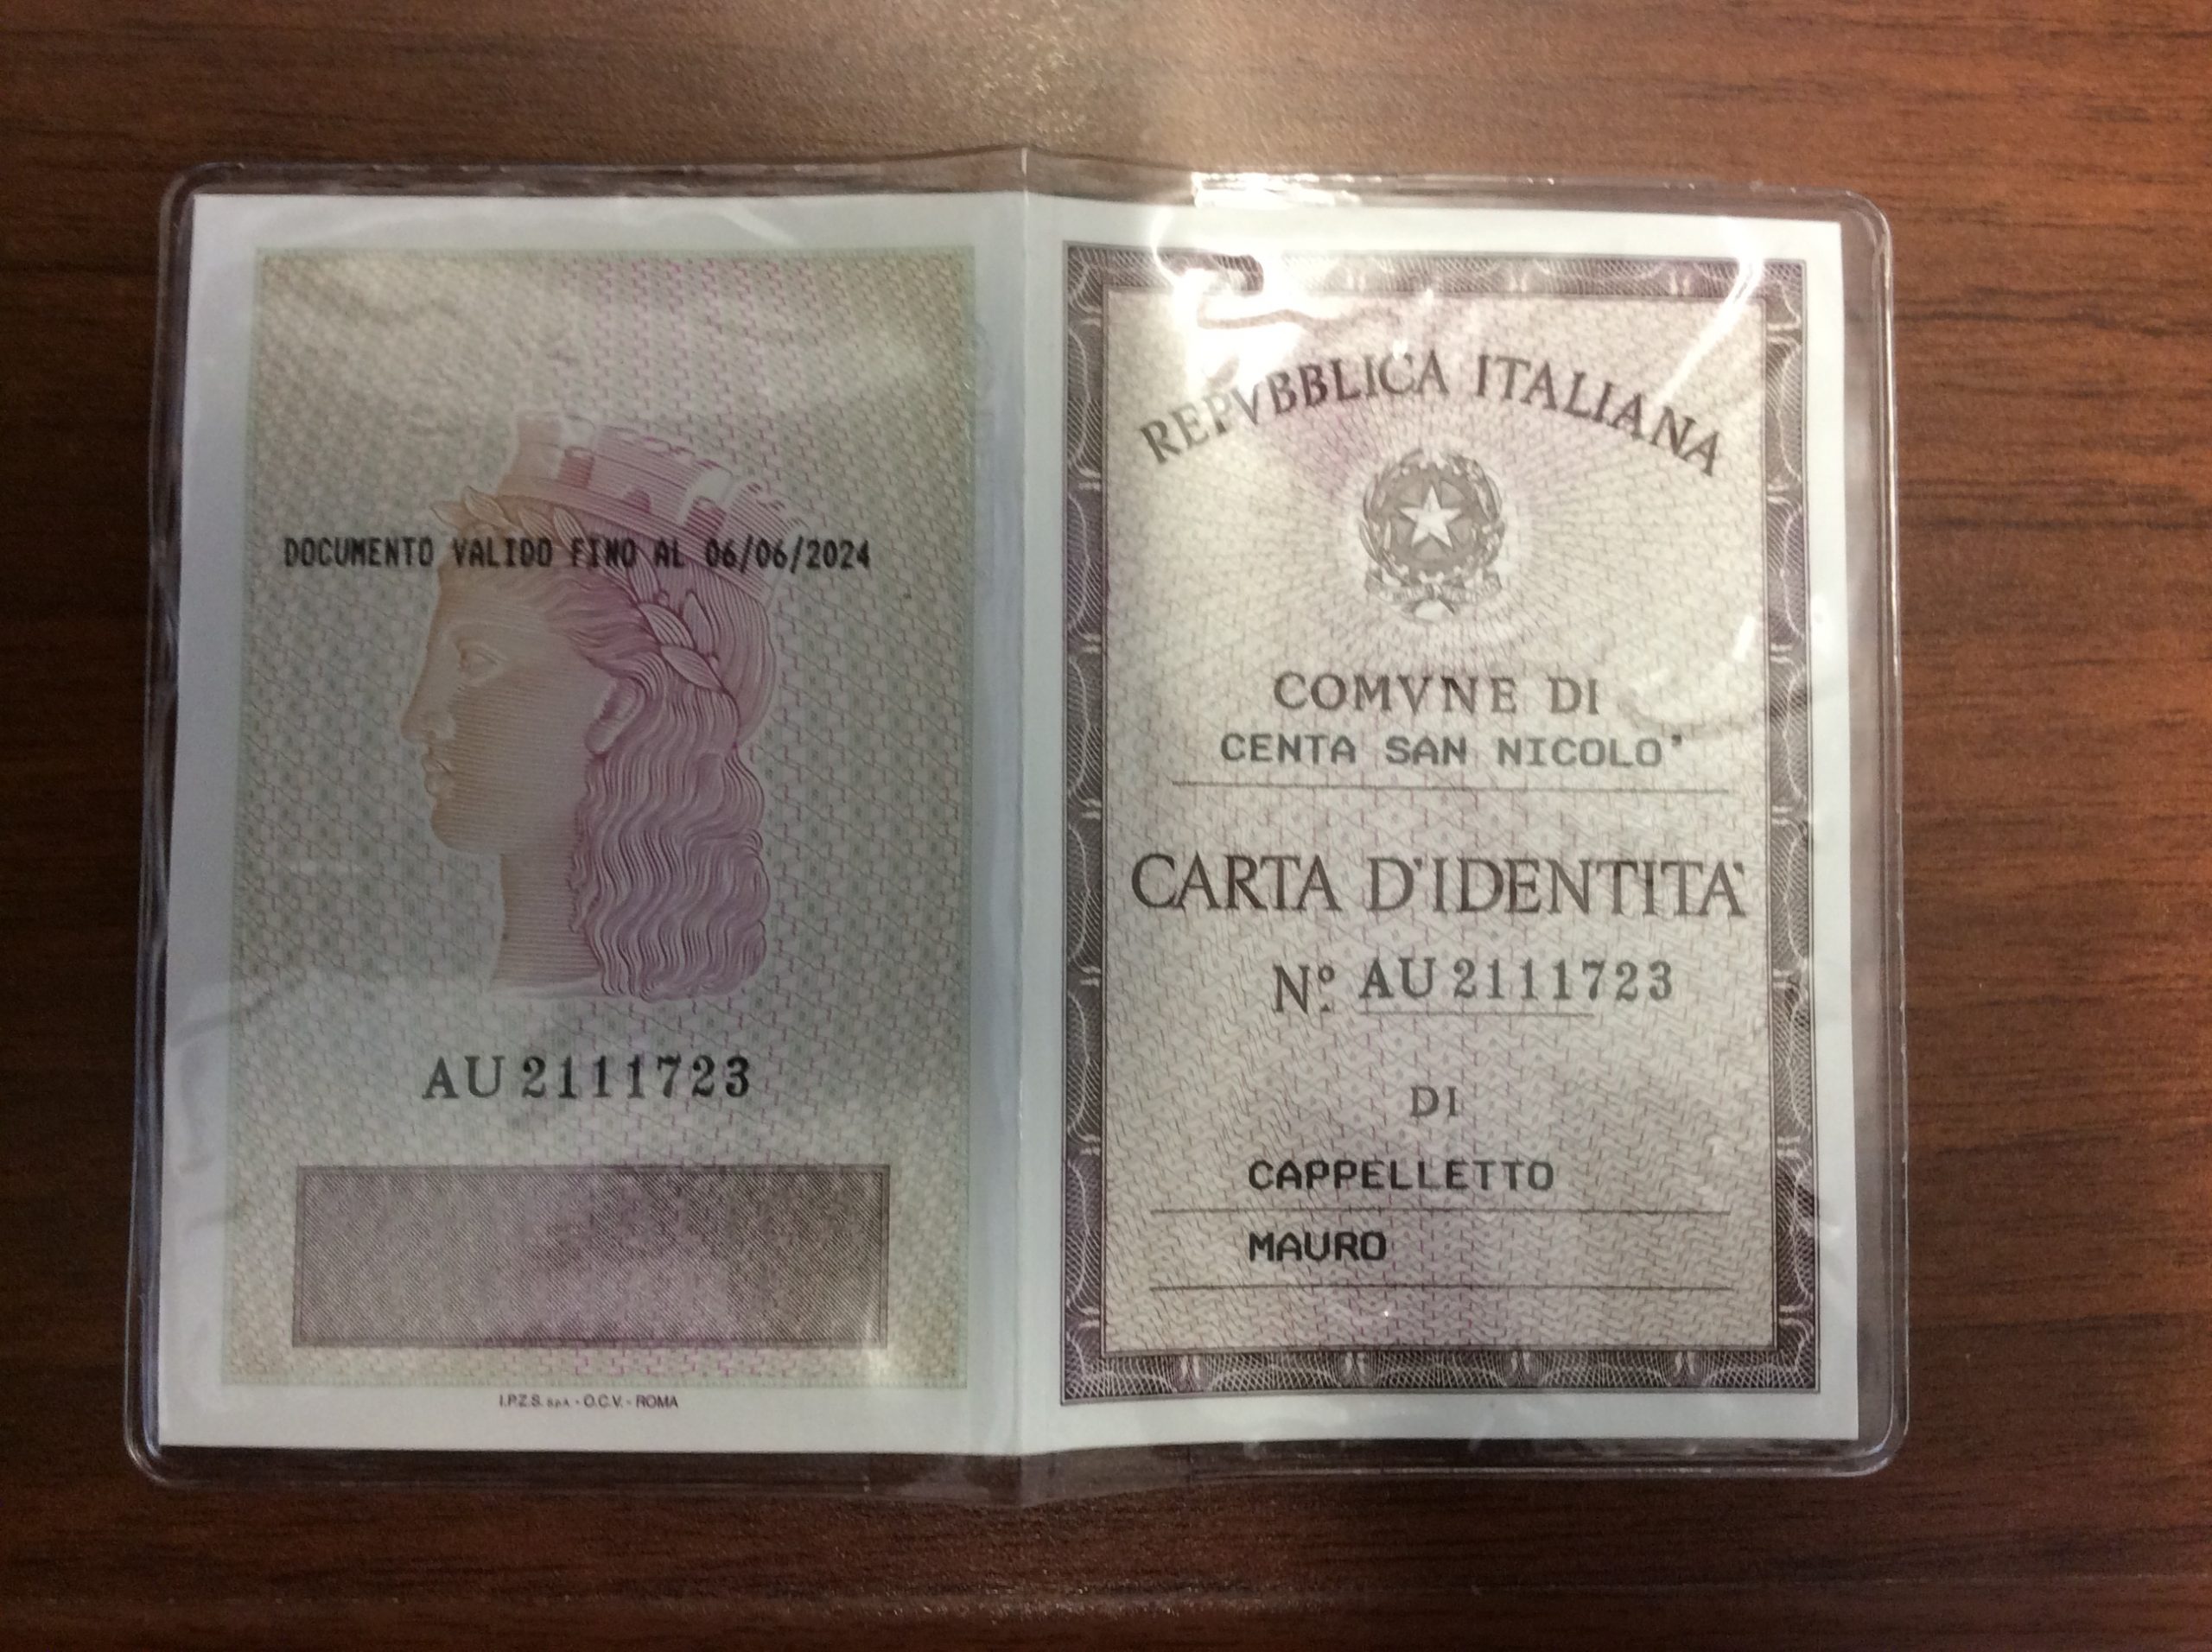 DOCUMENTO VALIDO FINO AL 06/06/2024
AU 2111723
I.P.Z.S. S.p.A. - O.C.V. - ROMA
REPVBBLICA ITALIANA
COMVNE DI
CENTA SAN NICOLO'
CARTA D'IDENTITA'
Nº AU 2111723
DI
CAPPELLETTO
MAURO